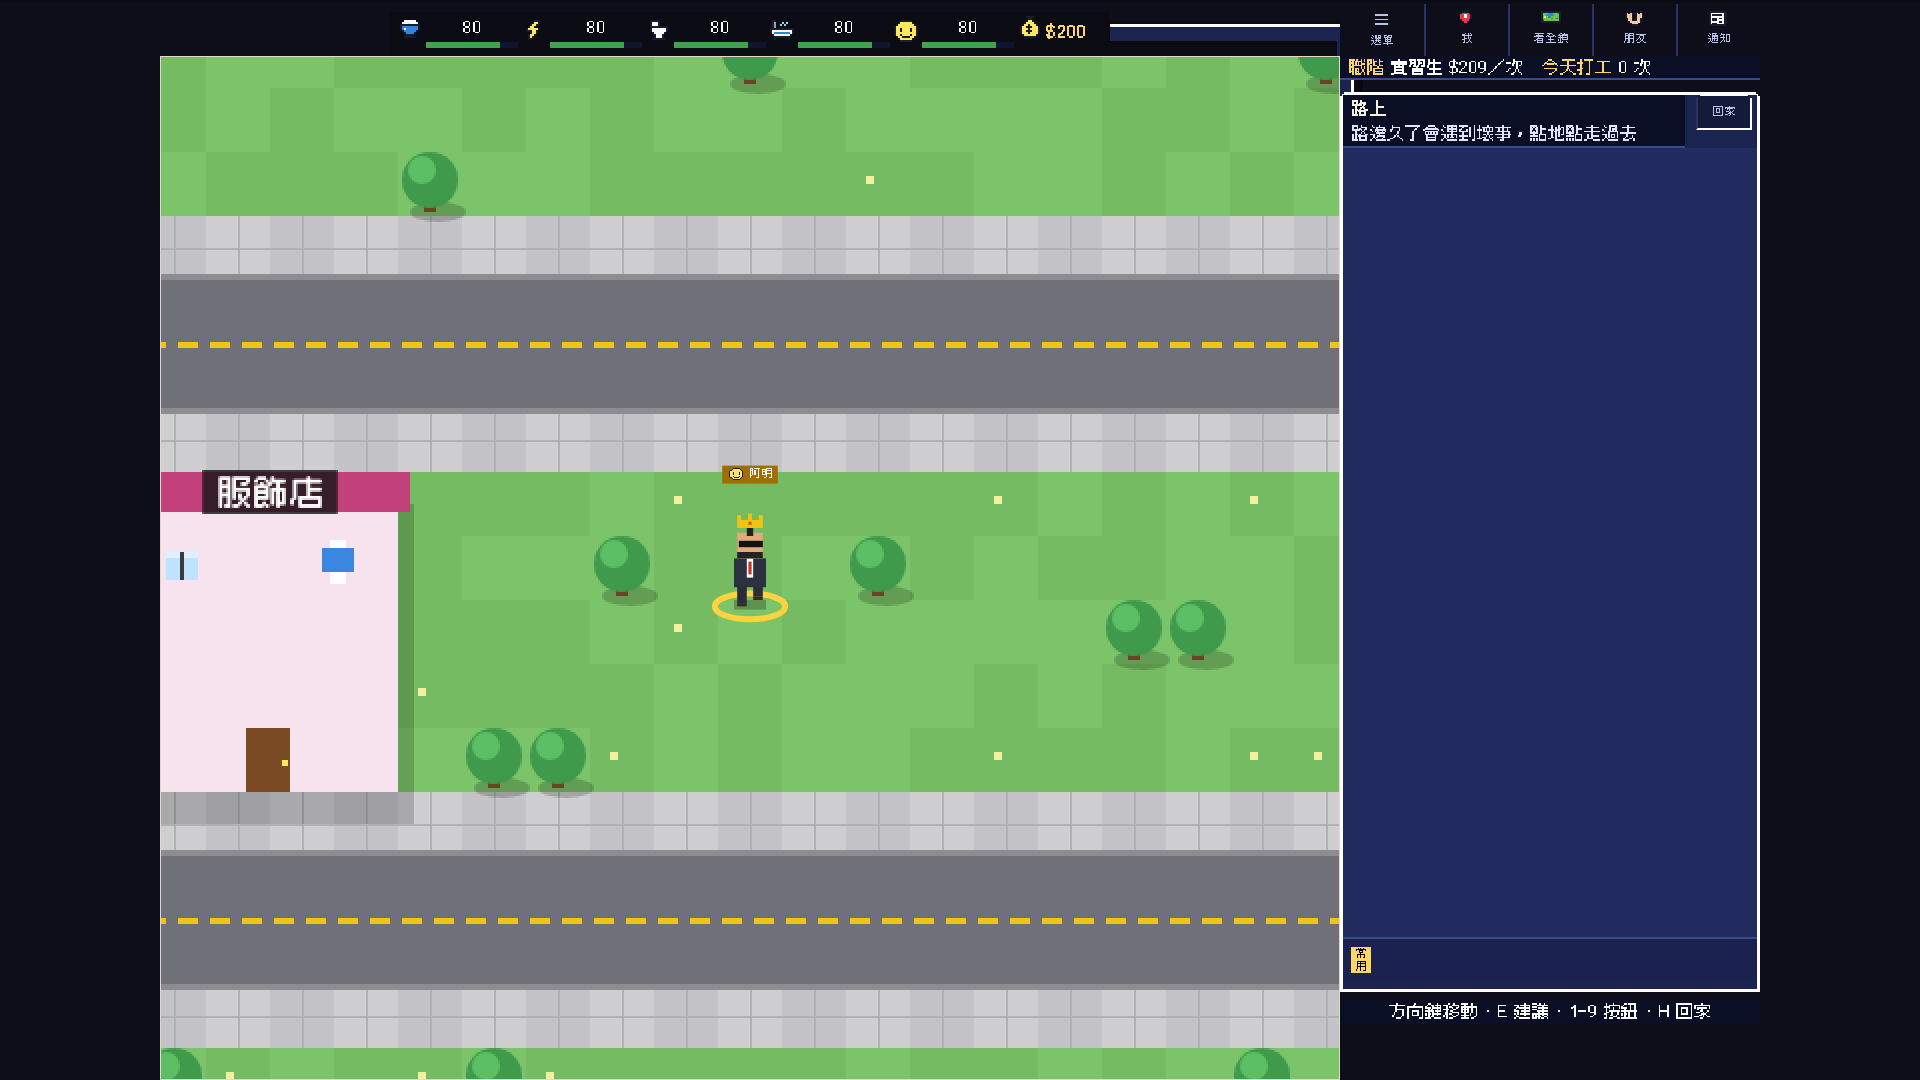 80 80 80 80 80 $200
選單 我 看全鎮 朋友 通知
職階 實習生 $209／次 今天打工 0 次
路上
回家
路邊久了會遇到壞事，點地點走過去
服飾店
阿明
常用
方向鍵移動 · E 建議 · 1-9 按鈕 · H 回家